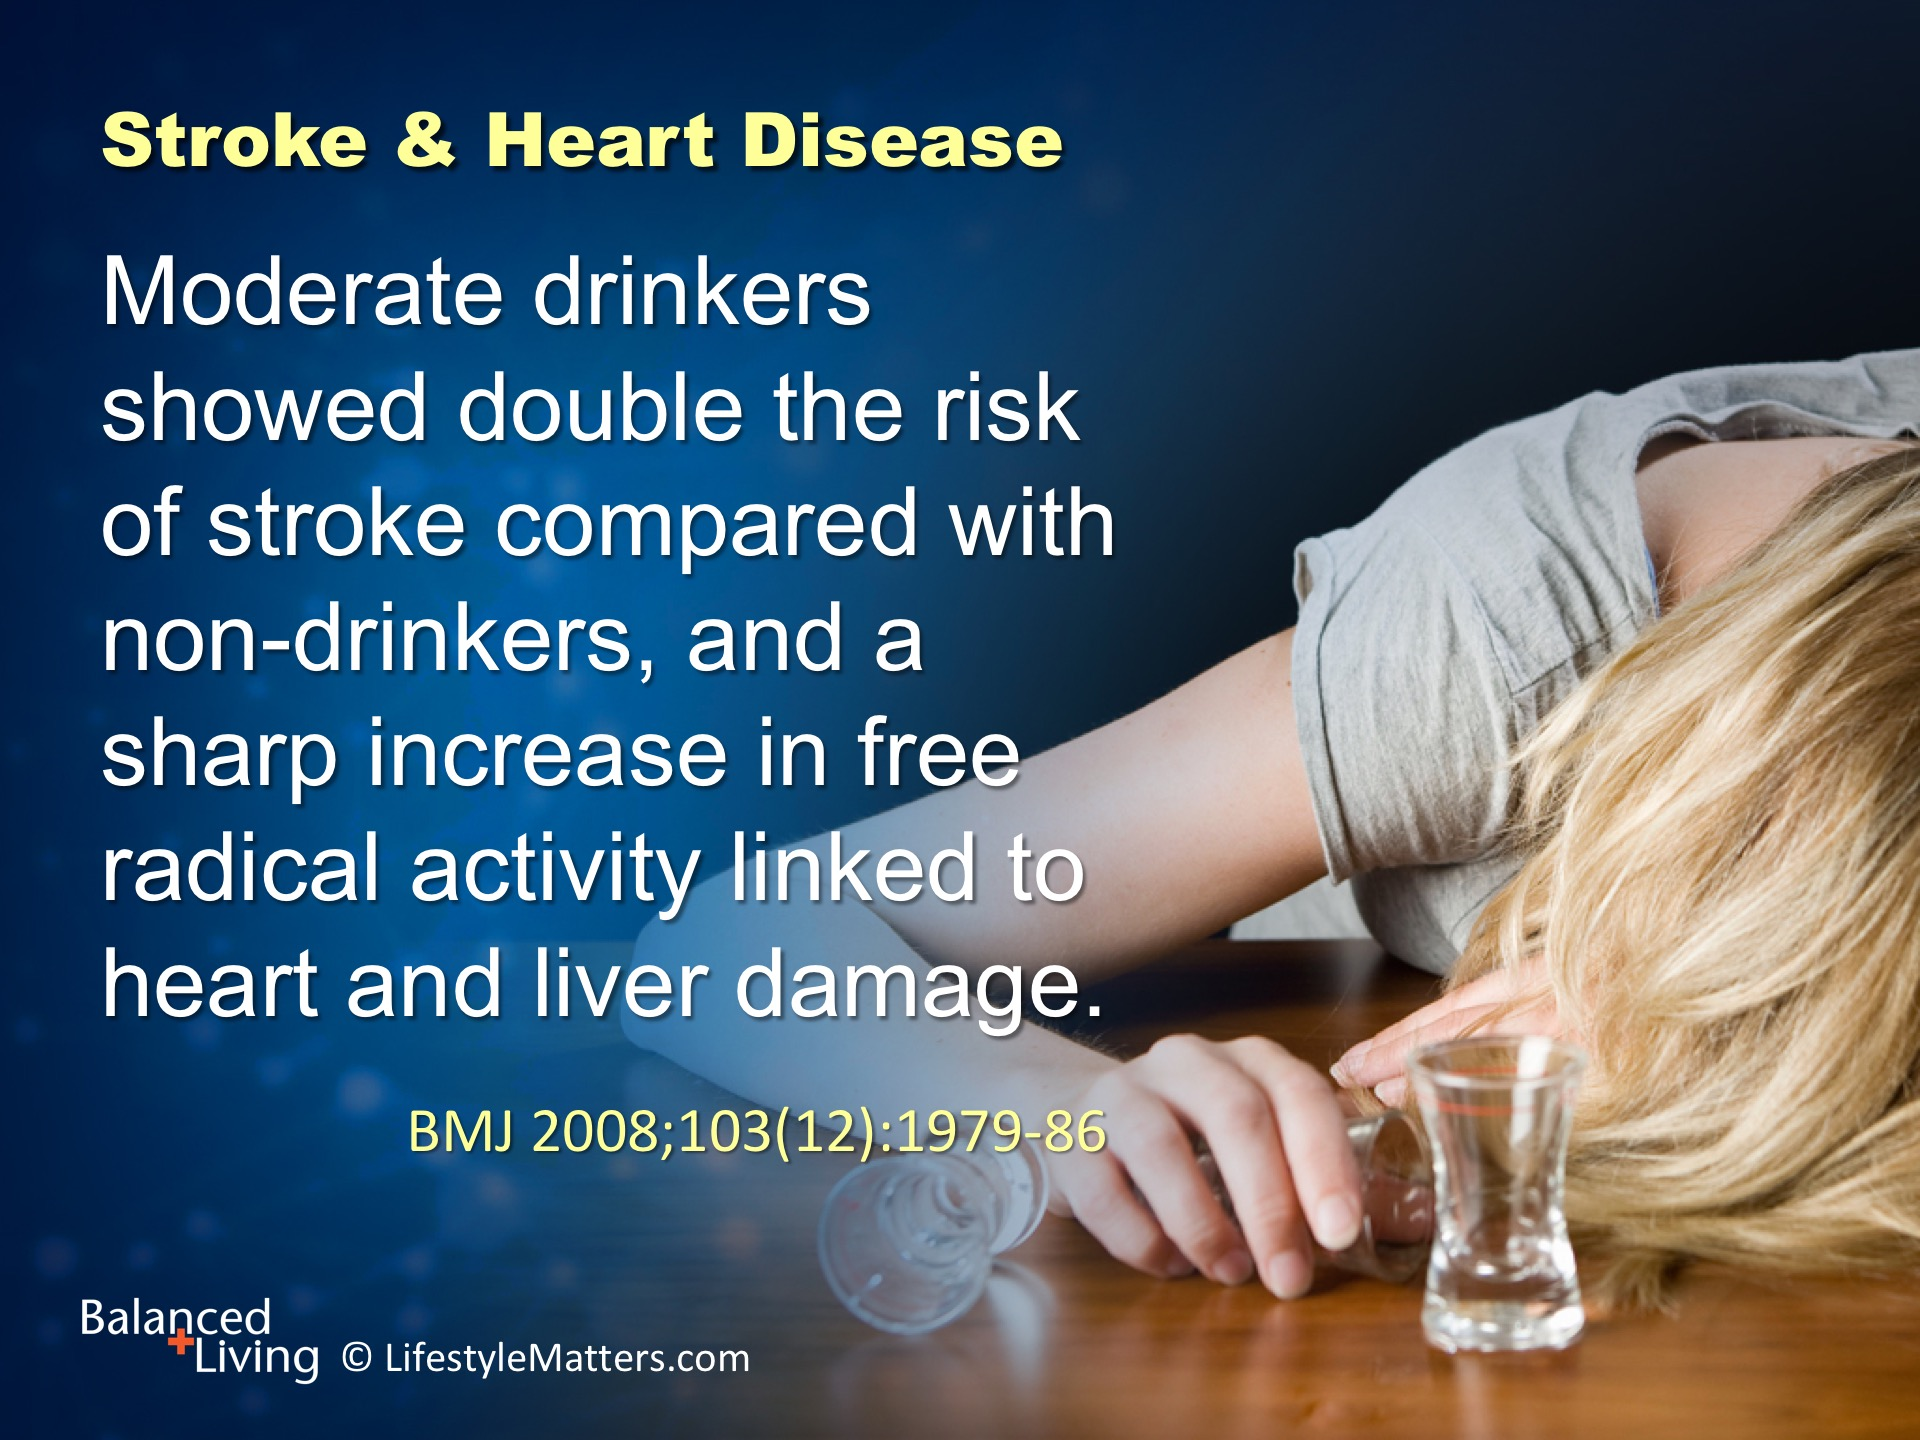 Stroke & Heart Disease
Moderate drinkers
showed double the risk
of stroke compared with
non-drinkers, and a
sharp increase in free
radical activity linked to
heart and liver damage.
BMJ 2008;103(12):1979-86
Balanced
Living © LifestyleMatters.com